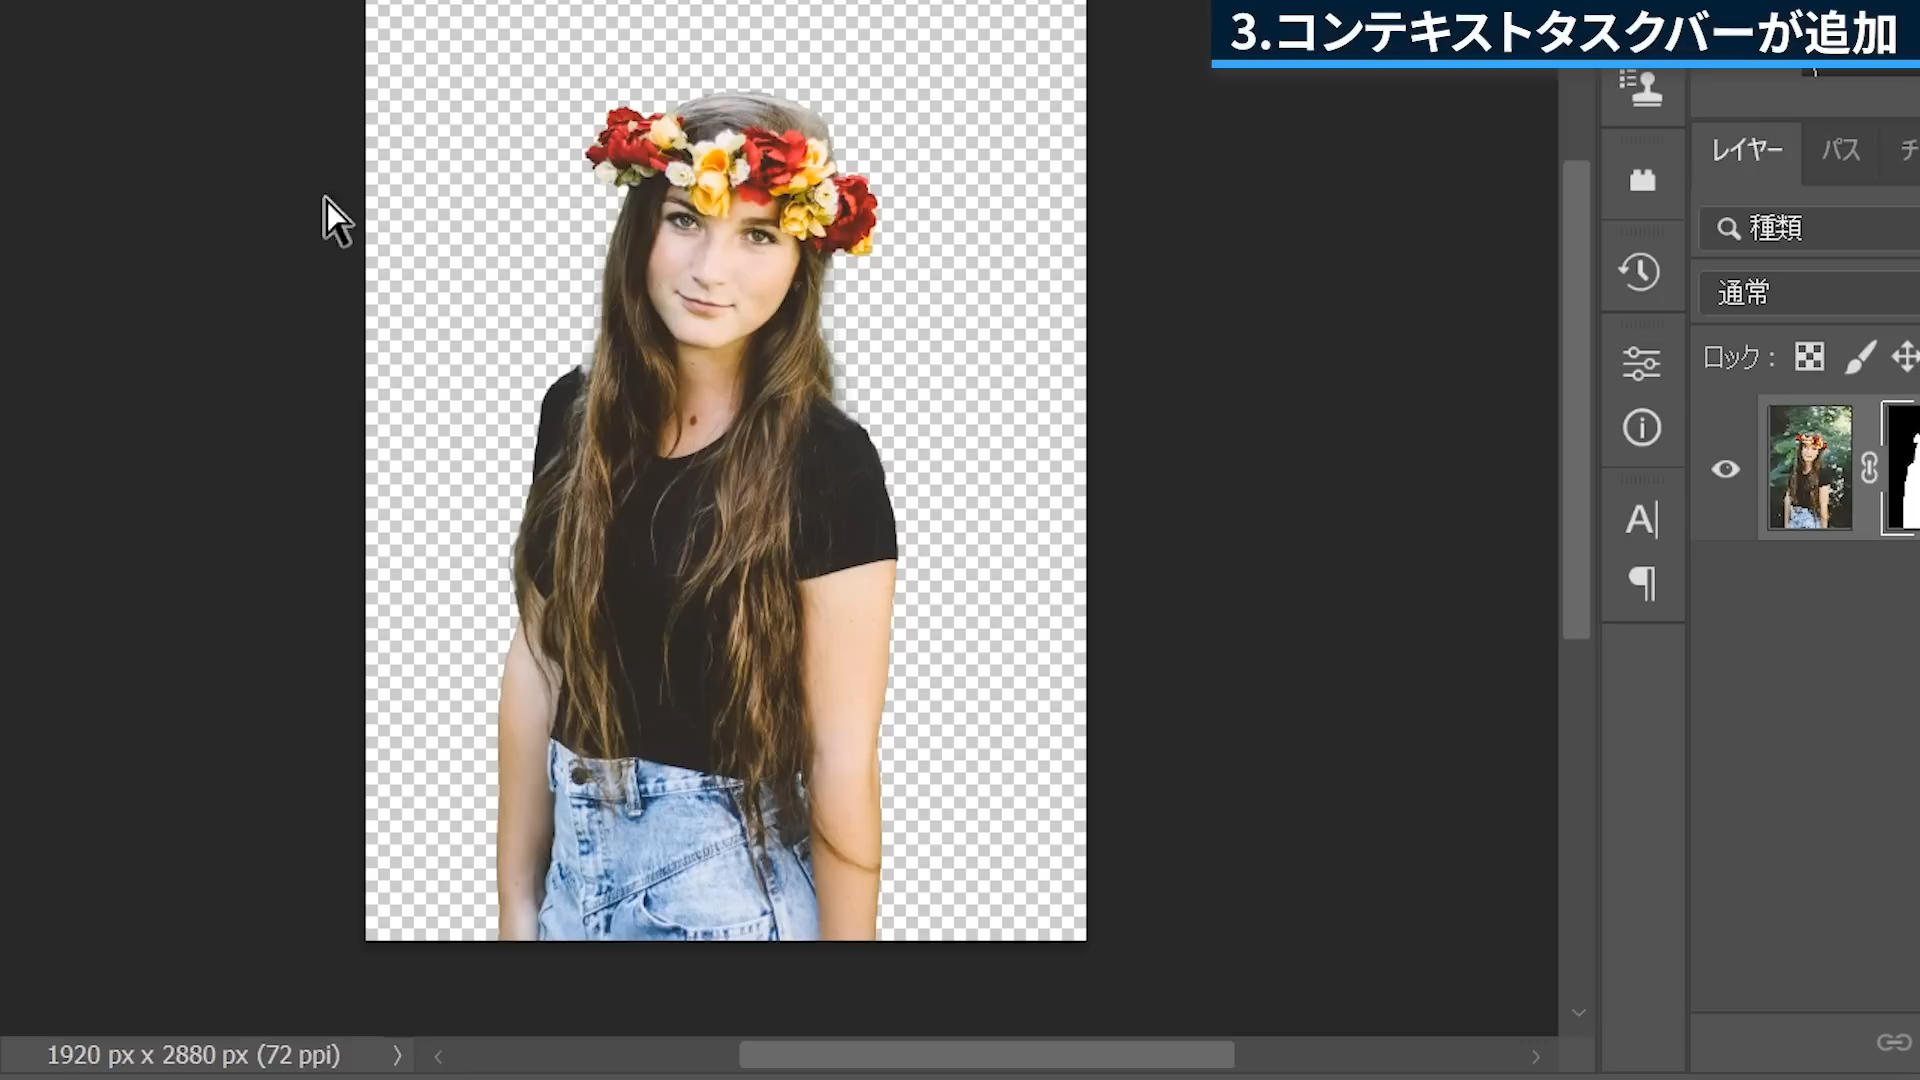 3.コンテキストタスクバーが追加
レイヤー パス チ
種類
通常
ロック：
A
1920 px x 2880 px (72 ppi)